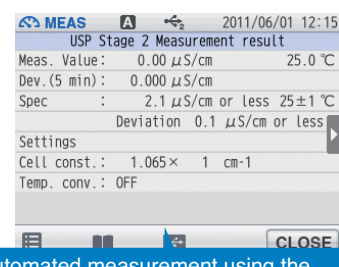 MEAS A 2 2011/06/01 12:15
USP Stage 2 Measurement result
Meas. Value: 0.00 μS/cm 25.0 ℃
Dev.(5 min): 0.000 μS/cm
Spec : 2.1 μS/cm or less 25±1 ℃
Deviation 0.1 μS/cm or less
Settings
Cell const.: 1.065× 1 cm-1
Temp. conv.: OFF
CLOSE
utomated measurement using the